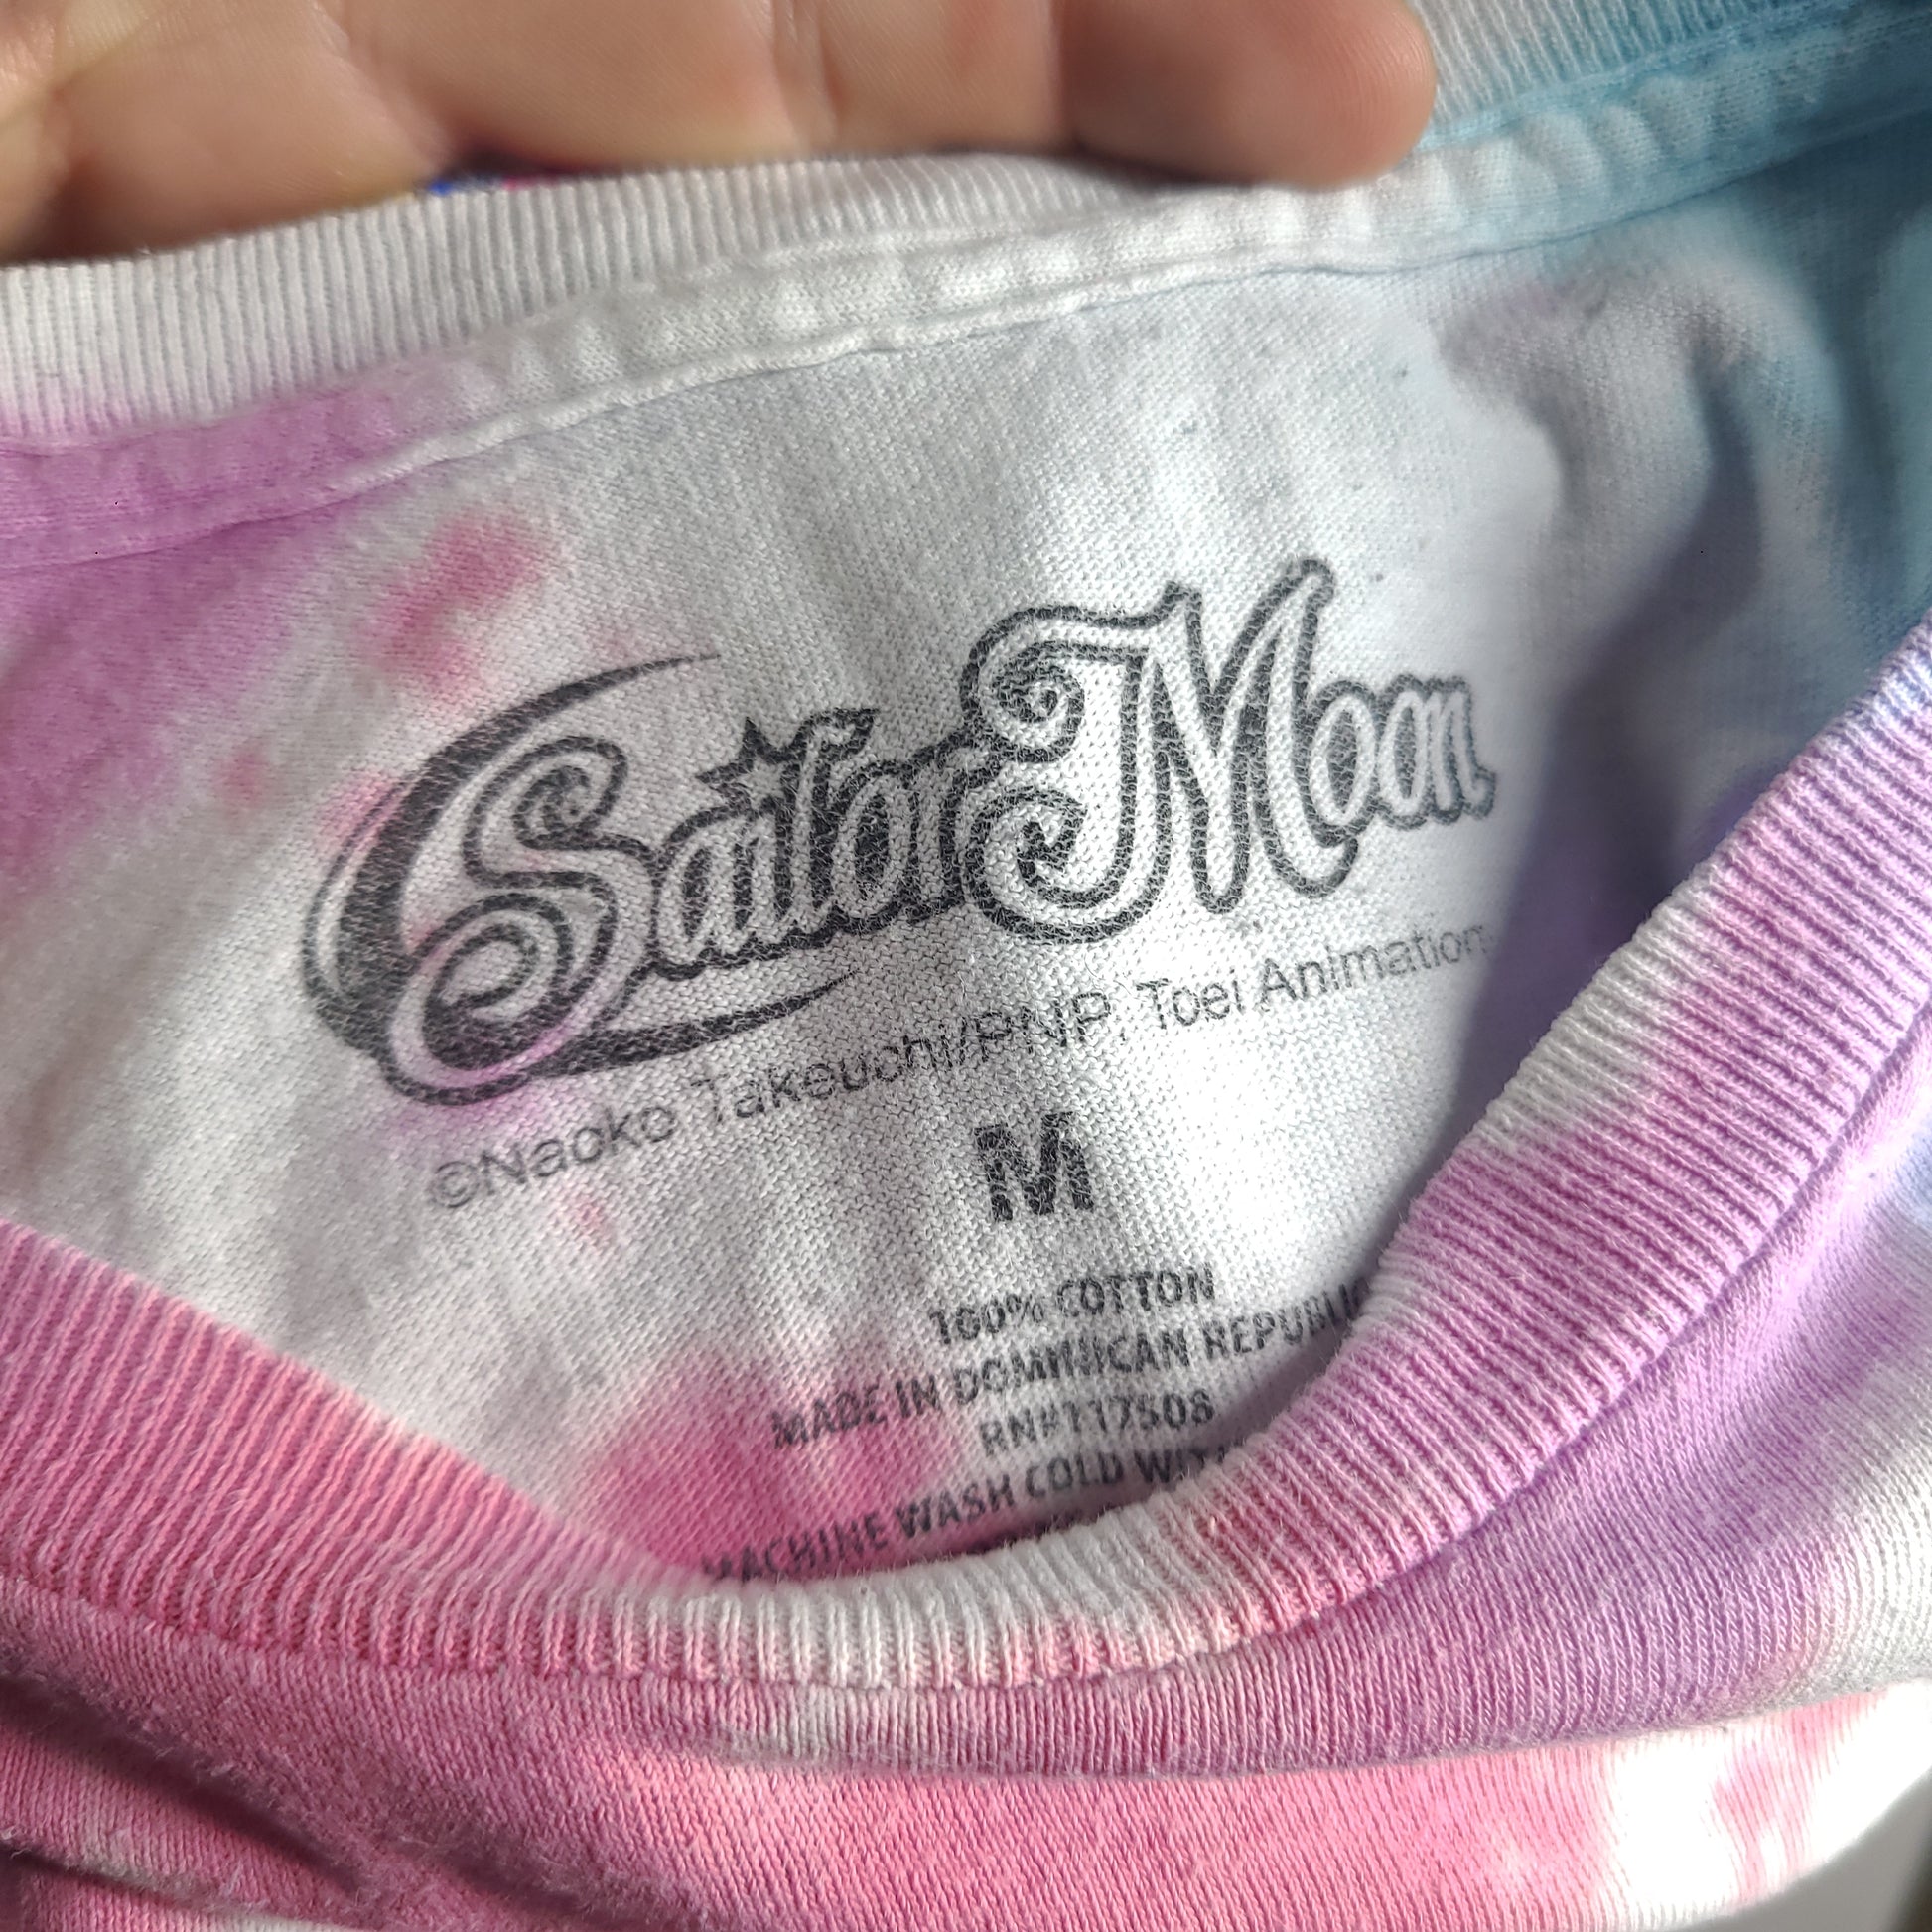 Sailor Moon
©Naoko Takeuchi/PNP, Toei Animation
M
100% COTTON
MADE IN DOMINICAN REPUBLIC
RN#117508
MACHINE WASH COLD